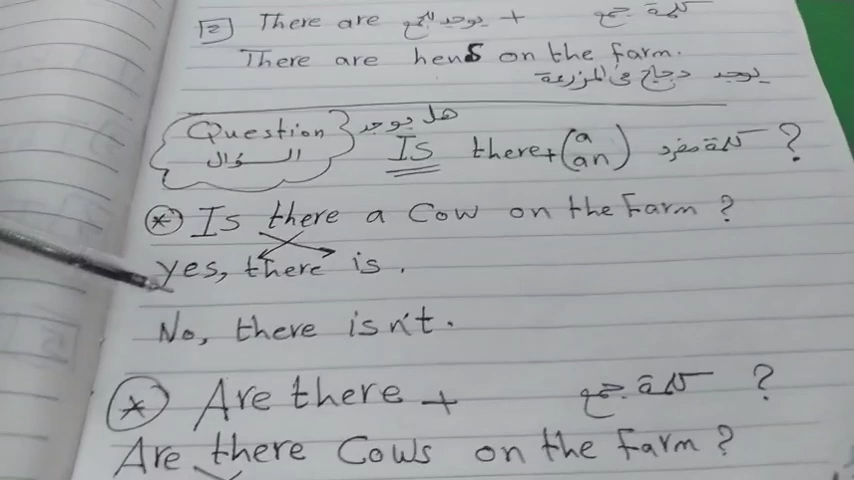 2 There are يوجد للجمع + كلمة جمع
There are hens on the farm.
يوجد دجاج في المزرعة
Question هل يوجد
السؤال Is there + (a an) كلمة مفرد ?
* Is there a Cow on the Farm ?
yes, there is .
No, there isn't .
* Are there + كلمة جمع ?
Are there Cows on the Farm ?